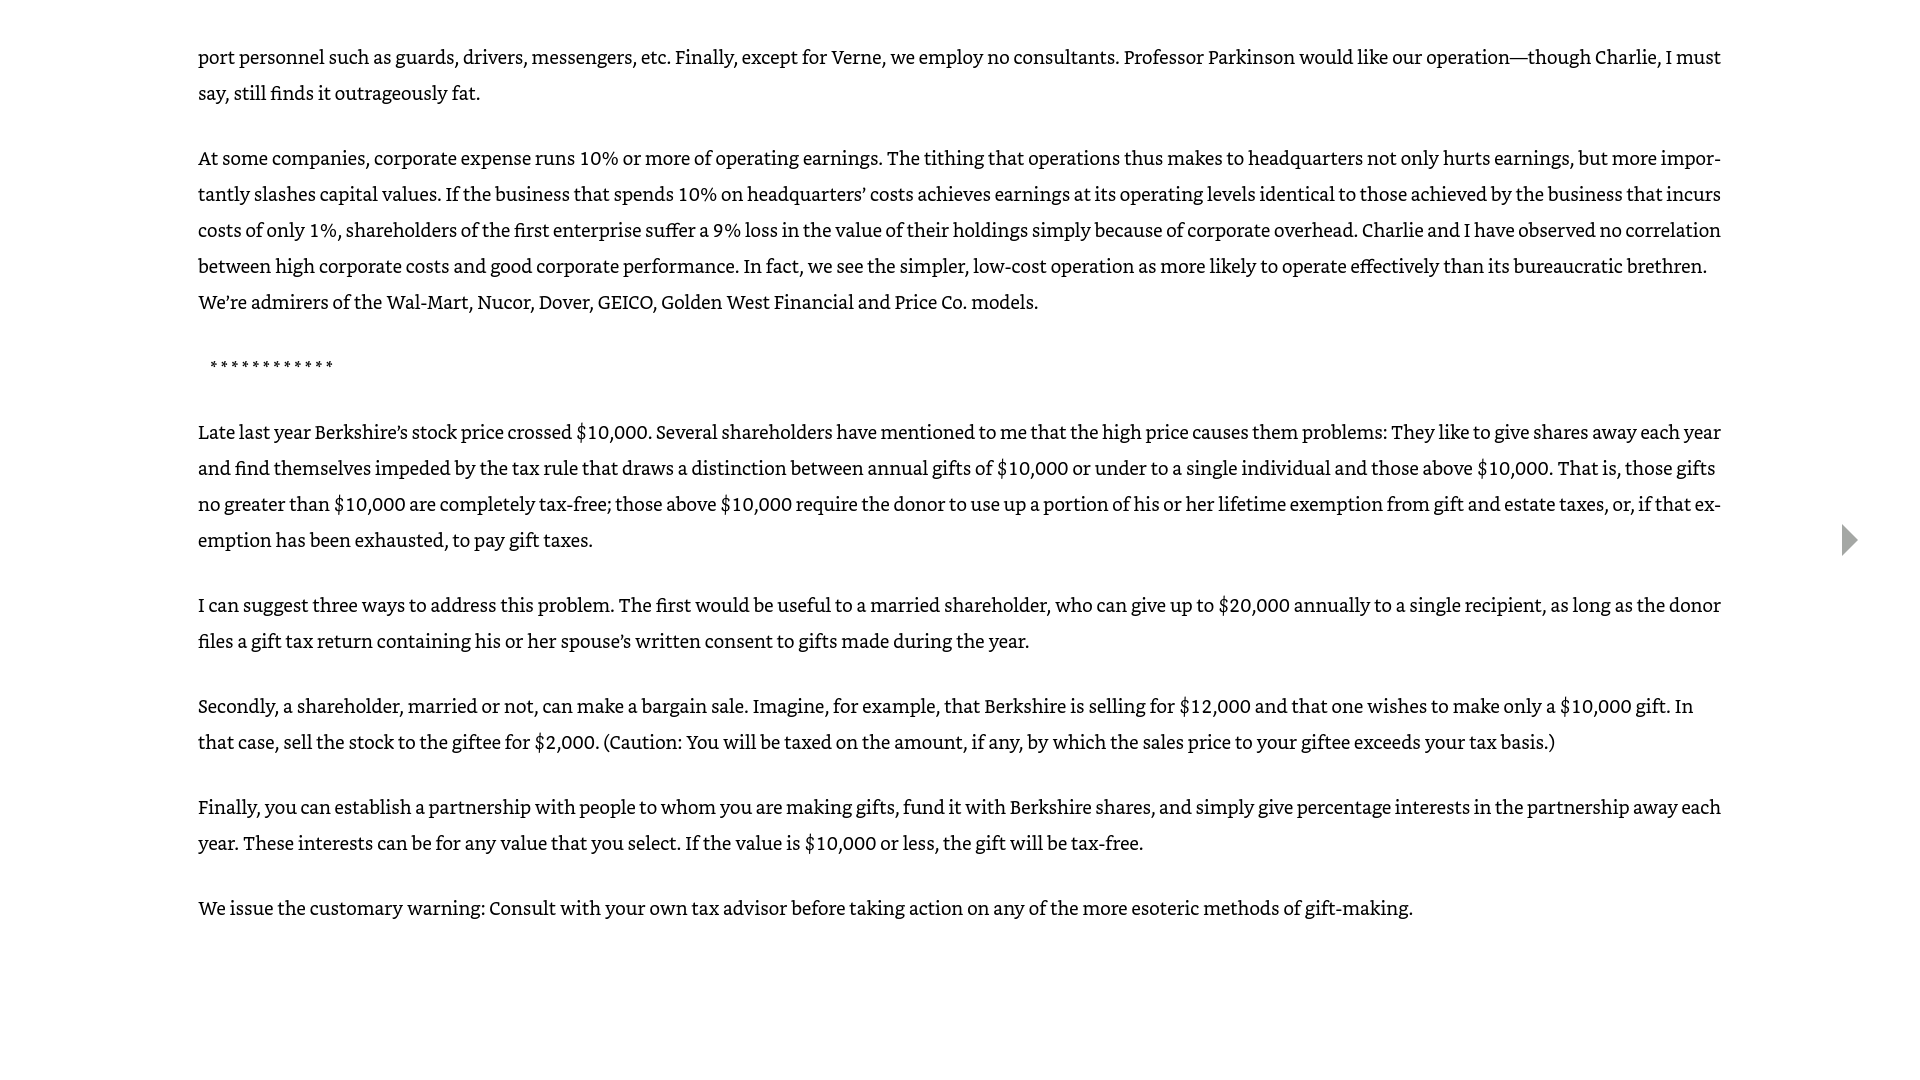 port personnel such as guards, drivers, messengers, etc. Finally, except for Verne, we employ no consultants. Professor Parkinson would like our operation—though Charlie, I must
say, still finds it outrageously fat.
At some companies, corporate expense runs 10% or more of operating earnings. The tithing that operations thus makes to headquarters not only hurts earnings, but more impor-
tantly slashes capital values. If the business that spends 10% on headquarters’ costs achieves earnings at its operating levels identical to those achieved by the business that incurs
costs of only 1%, shareholders of the first enterprise suffer a 9% loss in the value of their holdings simply because of corporate overhead. Charlie and I have observed no correlation
between high corporate costs and good corporate performance. In fact, we see the simpler, low-cost operation as more likely to operate effectively than its bureaucratic brethren.
We’re admirers of the Wal-Mart, Nucor, Dover, GEICO, Golden West Financial and Price Co. models.
************
Late last year Berkshire’s stock price crossed $10,000. Several shareholders have mentioned to me that the high price causes them problems: They like to give shares away each year
and find themselves impeded by the tax rule that draws a distinction between annual gifts of $10,000 or under to a single individual and those above $10,000. That is, those gifts
no greater than $10,000 are completely tax-free; those above $10,000 require the donor to use up a portion of his or her lifetime exemption from gift and estate taxes, or, if that ex-
emption has been exhausted, to pay gift taxes.
I can suggest three ways to address this problem. The first would be useful to a married shareholder, who can give up to $20,000 annually to a single recipient, as long as the donor
files a gift tax return containing his or her spouse’s written consent to gifts made during the year.
Secondly, a shareholder, married or not, can make a bargain sale. Imagine, for example, that Berkshire is selling for $12,000 and that one wishes to make only a $10,000 gift. In
that case, sell the stock to the giftee for $2,000. (Caution: You will be taxed on the amount, if any, by which the sales price to your giftee exceeds your tax basis.)
Finally, you can establish a partnership with people to whom you are making gifts, fund it with Berkshire shares, and simply give percentage interests in the partnership away each
year. These interests can be for any value that you select. If the value is $10,000 or less, the gift will be tax-free.
We issue the customary warning: Consult with your own tax advisor before taking action on any of the more esoteric methods of gift-making.